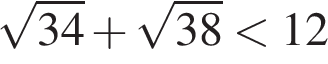 √34 + √38 < 12